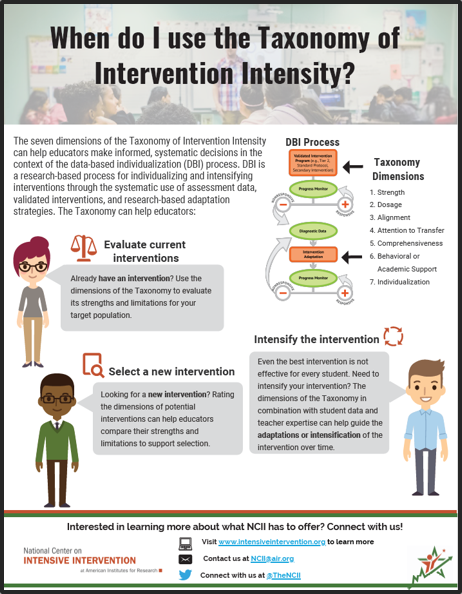 When do I use the Taxonomy of
Intervention Intensity?
The seven dimensions of the Taxonomy of Intervention Intensity
can help educators make informed, systematic decisions in the
context of the data-based individualization (DBI) process. DBI is
a research-based process for individualizing and intensifying
interventions through the systematic use of assessment data,
validated interventions, and research-based adaptation
strategies. The Taxonomy can help educators:
DBI Process
Validated Intervention
Program (e.g., Tier 2,
Standard Protocol,
Secondary Intervention)
Progress Monitor
Diagnostic Data
Intervention
Adaptation
Progress Monitor
Taxonomy
Dimensions
1. Strength
2. Dosage
3. Alignment
4. Attention to Transfer
5. Comprehensiveness
6. Behavioral or
Academic Support
7. Individualization
Evaluate current
interventions
Already have an intervention? Use the
dimensions of the Taxonomy to evaluate
its strengths and limitations for your
target population.
Select a new intervention
Looking for a new intervention? Rating
the dimensions of potential
interventions can help educators
compare their strengths and
limitations to support selection.
Intensify the intervention
Even the best intervention is not
effective for every student. Need to
intensify your intervention? The
dimensions of the Taxonomy in
combination with student data and
teacher expertise can help guide the
adaptations or intensification of the
intervention over time.
Interested in learning more about what NCII has to offer? Connect with us!
National Center on
INTENSIVE INTERVENTION
at American Institutes for Research
Visit www.intensiveintervention.org to learn more
Contact us at NCII@air.org
Connect with us at @TheNCII